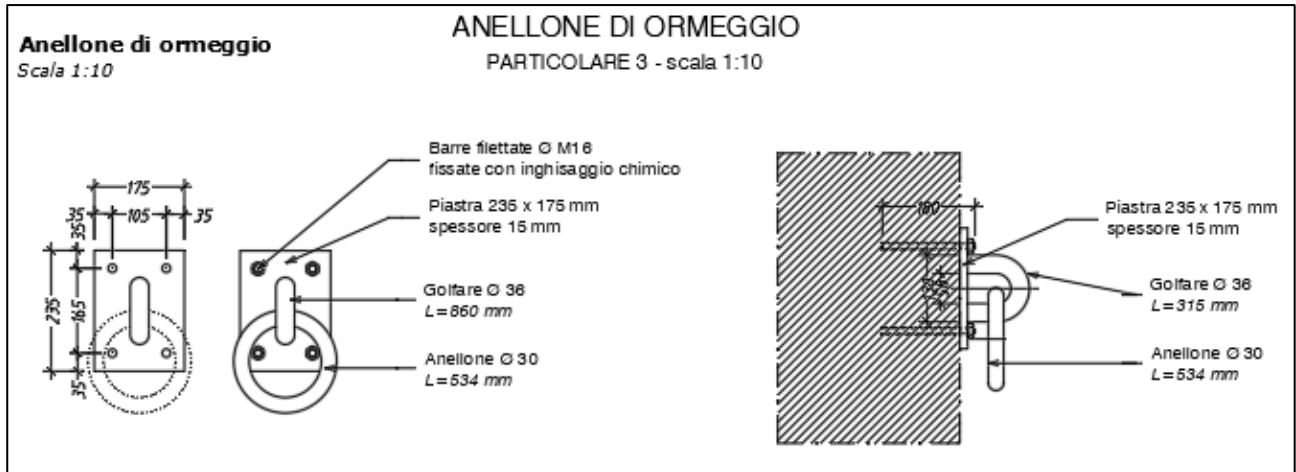 ANELLONE DI ORMEGGIO
PARTICOLARE 3 - scala 1:10
Anellone di ormeggio
Scala 1:10
175
35
105
35
35
235
165
35
Barre filettate Ø M16
fissate con inghisaggio chimico
Piastra 235 x 175 mm
spessore 15 mm
Golfare Ø 36
L=860 mm
Anellone Ø 30
L=534 mm
180
Piastra 235 x 175 mm
spessore 15 mm
Golfare Ø 36
L=315 mm
Anellone Ø 30
L=534 mm